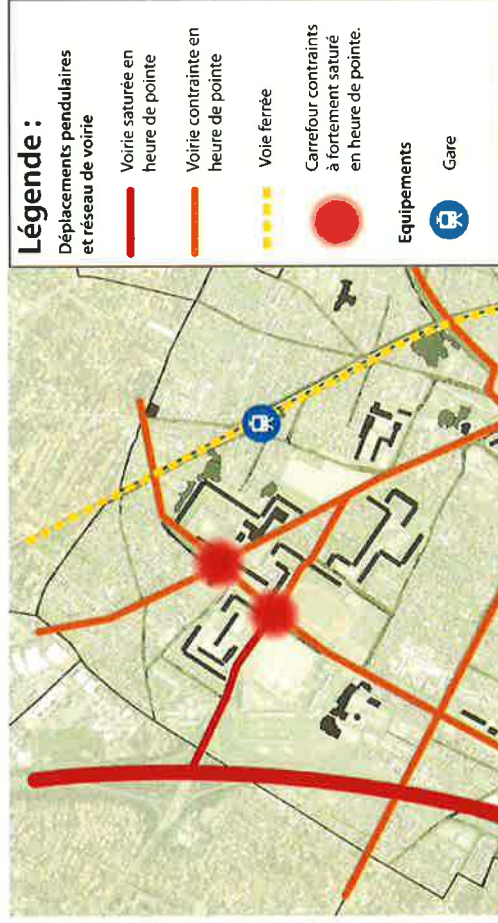 Légende :
Déplacements pendulaires
et réseau de voirie
Voirie saturée en
heure de pointe
Voirie contrainte en
heure de pointe
Voie ferrée
Carrefour contraints
à fortement saturé
en heure de pointe.
Equipements
Gare